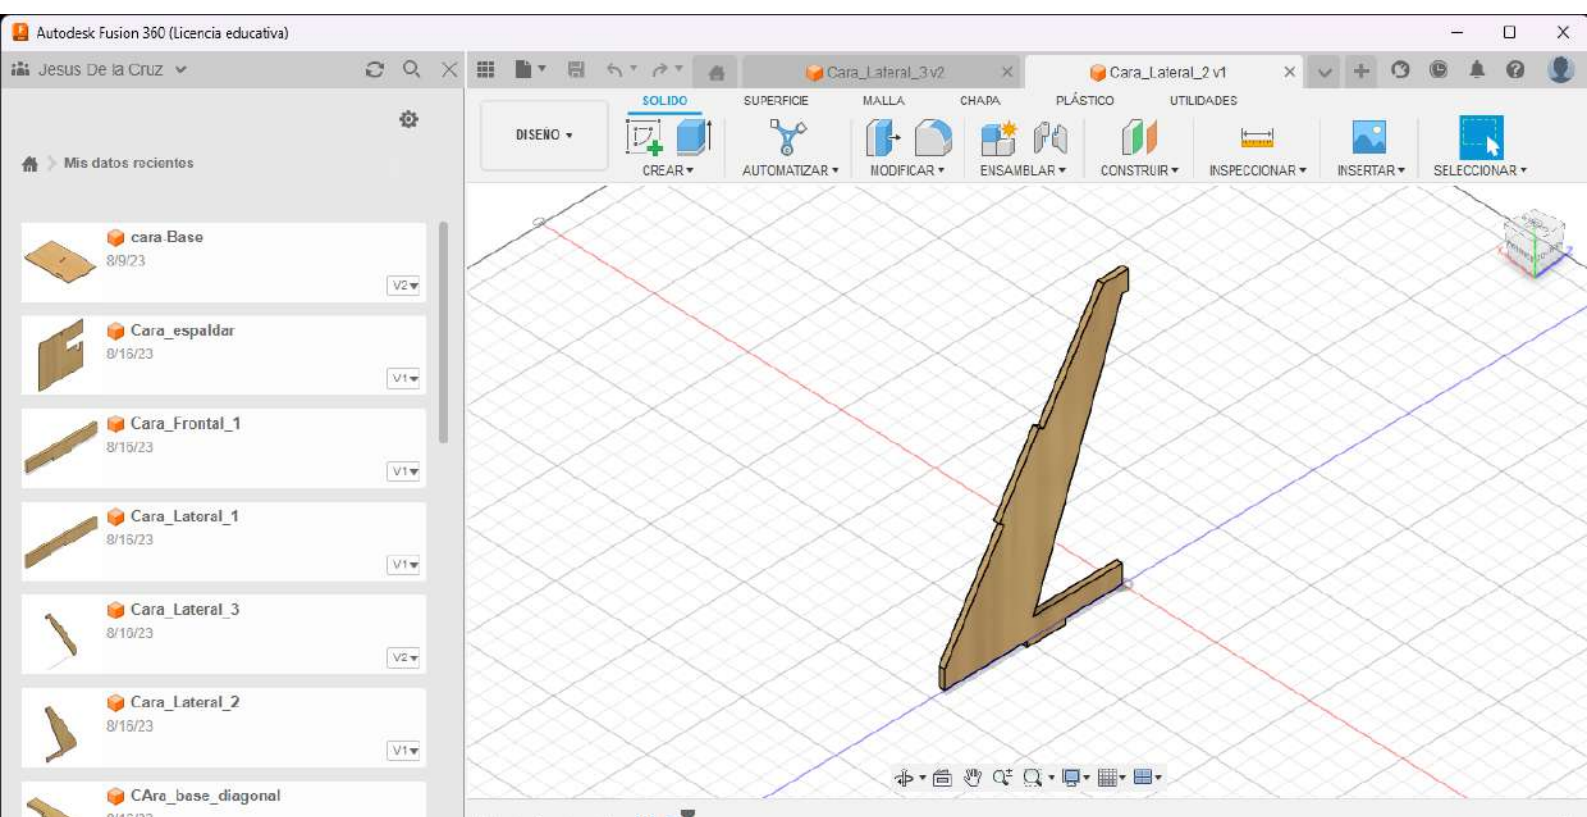 Autodesk Fusion 360 (Licencia educativa)
Jesus De la Cruz
Cara_Lateral_3 v2
Cara_Lateral_2 v1
SOLIDO SUPERFICIE MALLA CHAPA PLÁSTICO UTILIDADES
DISEÑO
CREAR AUTOMATIZAR MODIFICAR ENSAMBLAR CONSTRUIR INSPECCIONAR INSERTAR SELECCIONAR
Mis datos recientes
cara Base
8/9/23
V2
Cara_espaldar
8/16/23
V1
Cara_Frontal_1
8/16/23
V1
Cara_Lateral_1
8/16/23
V1
Cara_Lateral_3
8/16/23
V2
Cara_Lateral_2
8/16/23
V1
CAra_base_diagonal